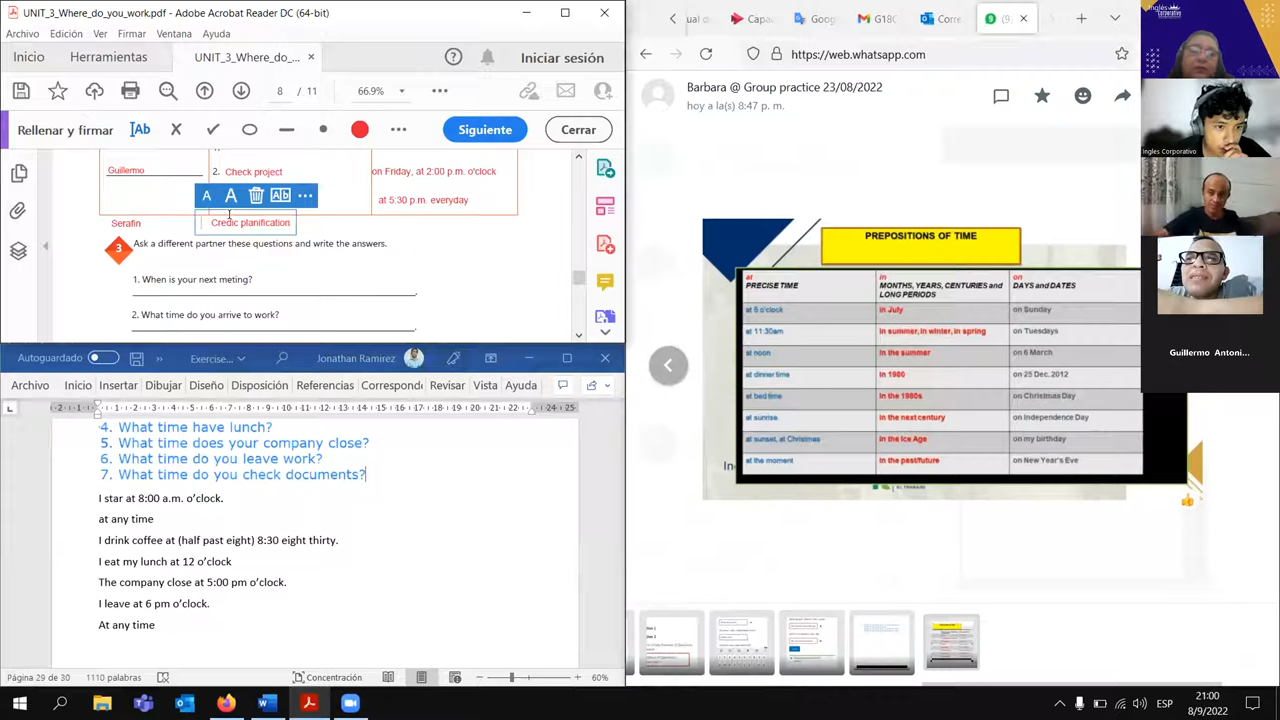 UNIT_3_Where_do_you_work.pdf - Adobe Acrobat Reader DC (64-bit)
Archivo Edición Ver Firmar Ventana Ayuda
Inicio Herramientas UNIT_3_Where_do_... × Iniciar sesión
8 / 11 66.9%
Rellenar y firmar Ab Siguiente Cerrar
Guillermo 2. Check project on Friday, at 2:00 p.m. o'clock
A A Ab at 5:30 p.m. everyday
Serafin Credic planification
3 Ask a different partner these questions and write the answers.
1. When is your next meting?
2. What time do you arrive to work?
Autoguardado Exercise... Jonathan Ramirez
Archivo Inicio Insertar Dibujar Diseño Disposición Referencias Correspond Revisar Vista Ayuda
4. What time have lunch?
5. What time does your company close?
6. What time do you leave work?
7. What time do you check documents?
I star at 8:00 a.m. o'clock.
at any time
I drink coffee at (half past eight) 8:30 eight thirty.
I eat my lunch at 12 o'clock
The company close at 5:00 pm o'clock.
I leave at 6 pm o'clock.
At any time
Página 29 de 30 1110 palabras Concentración 60%
ual de Capa Goog G18C Corre (9) ×
https://web.whatsapp.com
Barbara @ Group practice 23/08/2022
hoy a la(s) 8:47 p. m.
PREPOSITIONS OF TIME
at in on
PRECISE TIME MONTHS, YEARS, CENTURIES and LONG PERIODS DAYS and DATES
at 5 o'clock in July on Sunday
at 11:30am in summer, in winter, in spring on Tuesdays
at noon in the summer on 6 March
at dinner time in 1980 on 25 Dec. 2012
at bed time in the 1980s on Christmas Day
at sunrise in the next century on Independence Day
at sunset, at Christmas in the Ice Age on my birthday
at the moment in the past/future on New Year's Eve
Inglés Corporativo
Ingles Corporativo
Guillermo Antoni...
ESP
21:00
8/9/2022